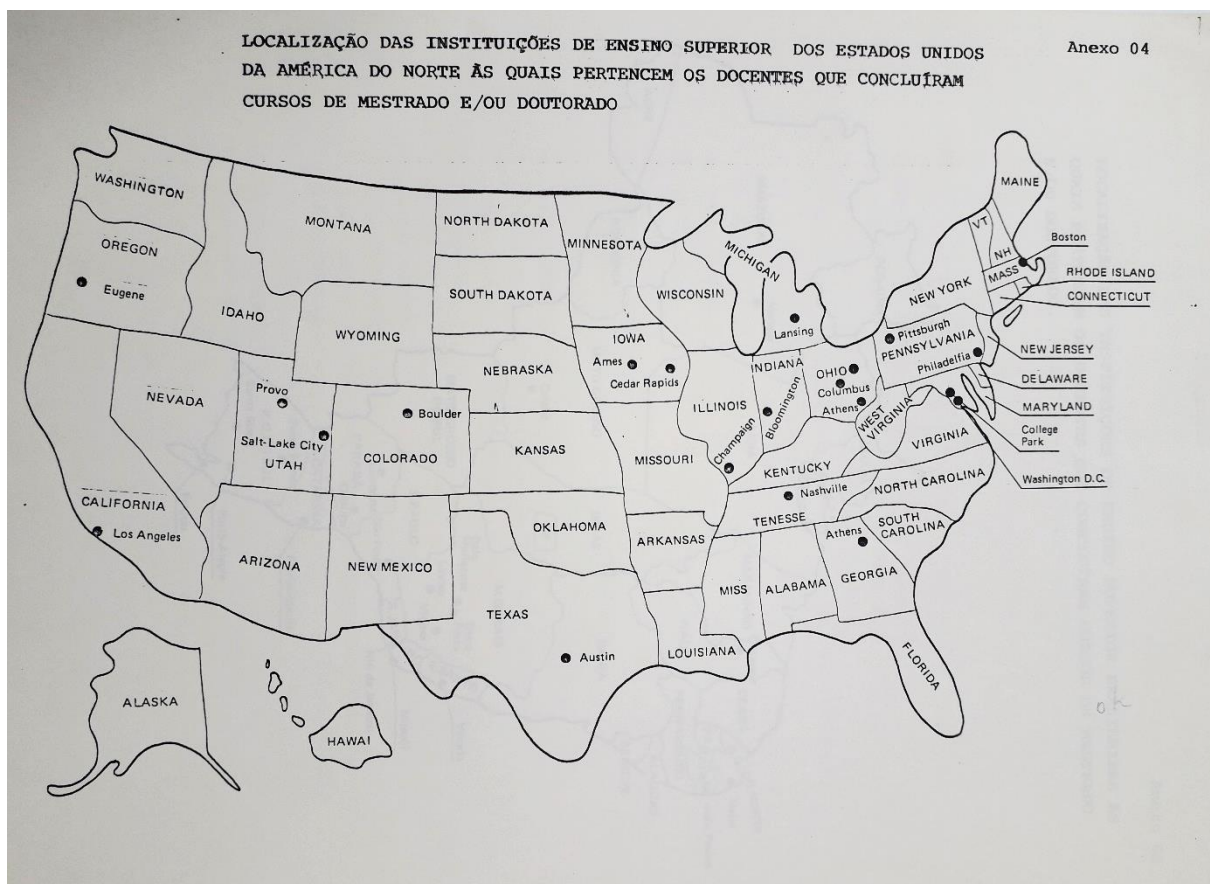 LOCALIZAÇÃO DAS INSTITUIÇÕES DE ENSINO SUPERIOR DOS ESTADOS UNIDOS
DA AMÉRICA DO NORTE ÀS QUAIS PERTENCEM OS DOCENTES QUE CONCLUÍRAM
CURSOS DE MESTRADO E/OU DOUTORADO
Anexo 04
WASHINGTON
OREGON
Eugene
IDAHO
MONTANA
NORTH DAKOTA
SOUTH DAKOTA
MINNESOTA
WISCONSIN
MICHIGAN
Lansing
MAINE
VT
NH
MASS
Boston
RHODE ISLAND
CONNECTICUT
NEW YORK
WYOMING
NEBRASKA
IOWA
Ames
Cedar Rapids
ILLINOIS
Champaign
INDIANA
Bloomington
OHIO
Columbus
Athens
Pittsburgh
PENNSYLVANIA
Philadelfia
NEW JERSEY
DELAWARE
MARYLAND
College
Park
Washington D.C.
WEST
VIRGINIA
VIRGINIA
NEVADA
Provo
Salt-Lake City
UTAH
Boulder
COLORADO
KANSAS
MISSOURI
KENTUCKY
Nashville
TENESSE
NORTH CAROLINA
SOUTH
CAROLINA
CALIFORNIA
Los Angeles
ARIZONA
NEW MEXICO
OKLAHOMA
ARKANSAS
MISS
ALABAMA
Athens
GEORGIA
TEXAS
Austin
LOUISIANA
FLORIDA
ALASKA
HAWAI